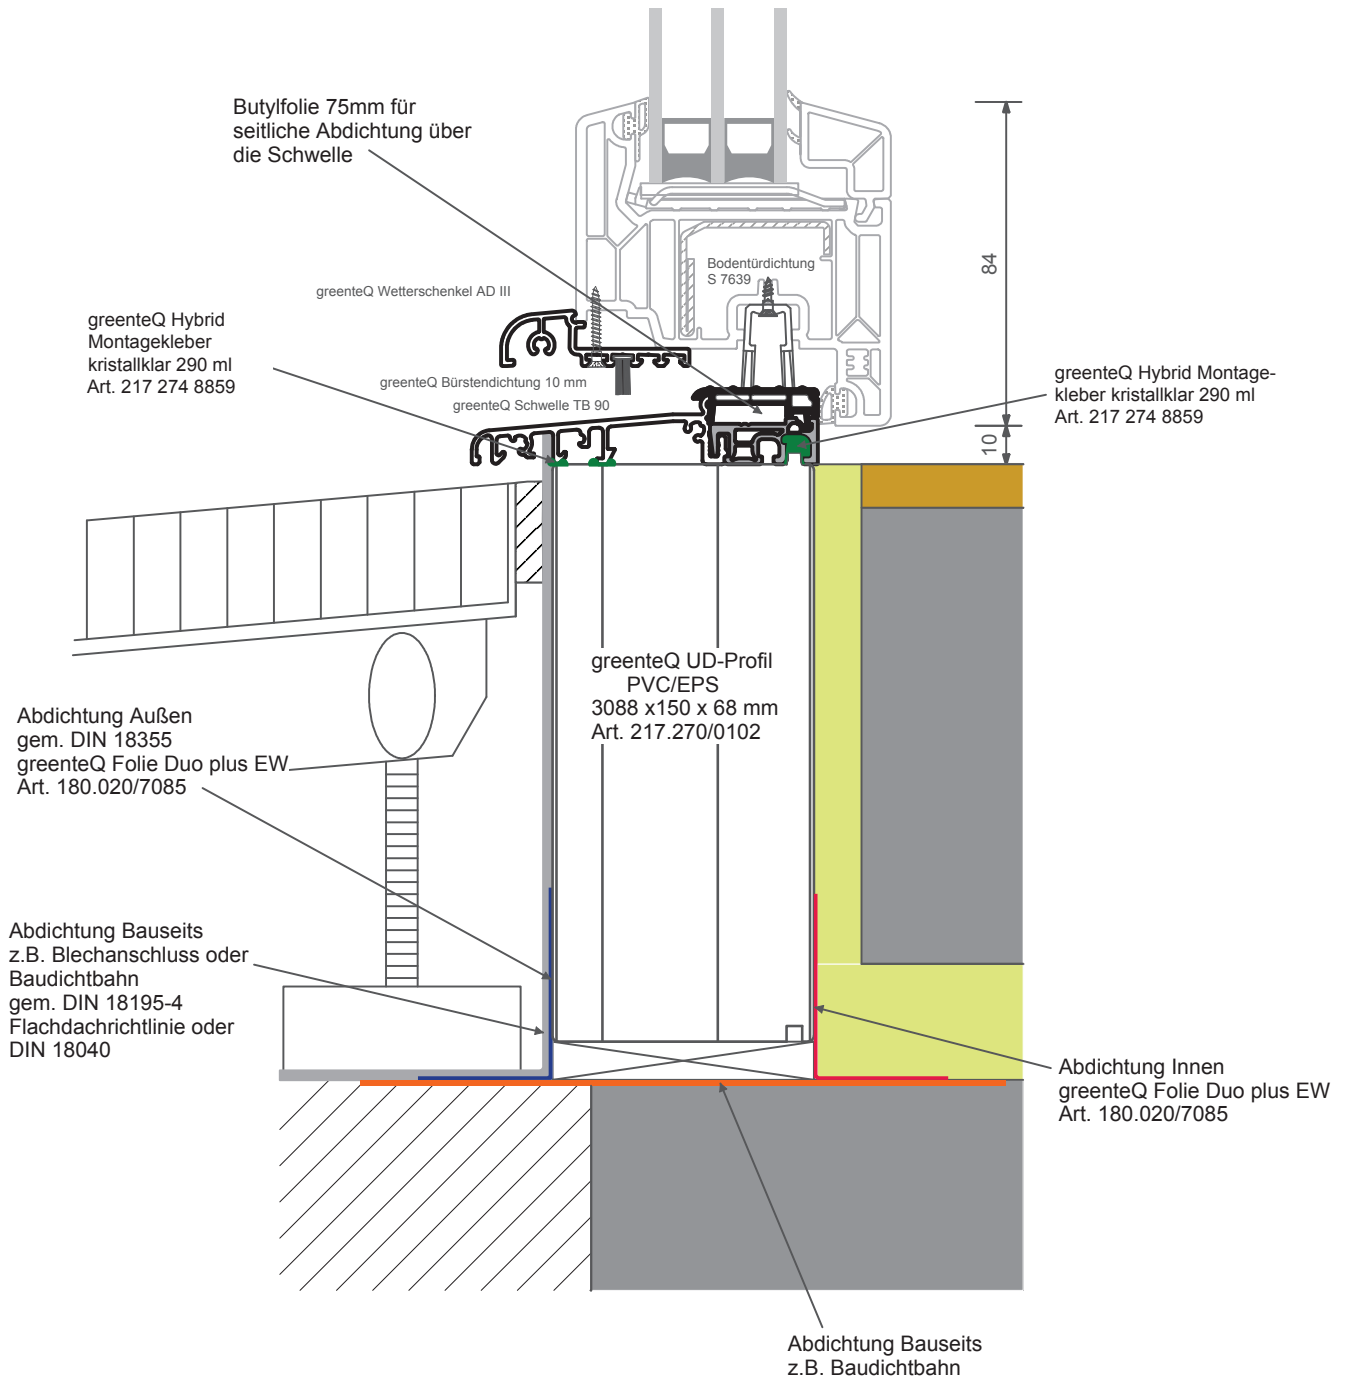 Butylfolie 75mm für
seitliche Abdichtung über
die Schwelle
84
Bodentürdichtung
S 7639
greenteQ Wetterschenkel AD III
greenteQ Hybrid
Montagekleber
kristallklar 290 ml
Art. 217 274 8859
greenteQ Bürstendichtung 10 mm
greenteQ Schwelle TB 90
greenteQ Hybrid Montage-
kleber kristallklar 290 ml
Art. 217 274 8859
10
greenteQ UD-Profil
PVC/EPS
3088 x150 x 68 mm
Art. 217.270/0102
Abdichtung Außen
gem. DIN 18355
greenteQ Folie Duo plus EW
Art. 180.020/7085
Abdichtung Bauseits
z.B. Blechanschluss oder
Baudichtbahn
gem. DIN 18195-4
Flachdachrichtlinie oder
DIN 18040
Abdichtung Innen
greenteQ Folie Duo plus EW
Art. 180.020/7085
Abdichtung Bauseits
z.B. Baudichtbahn